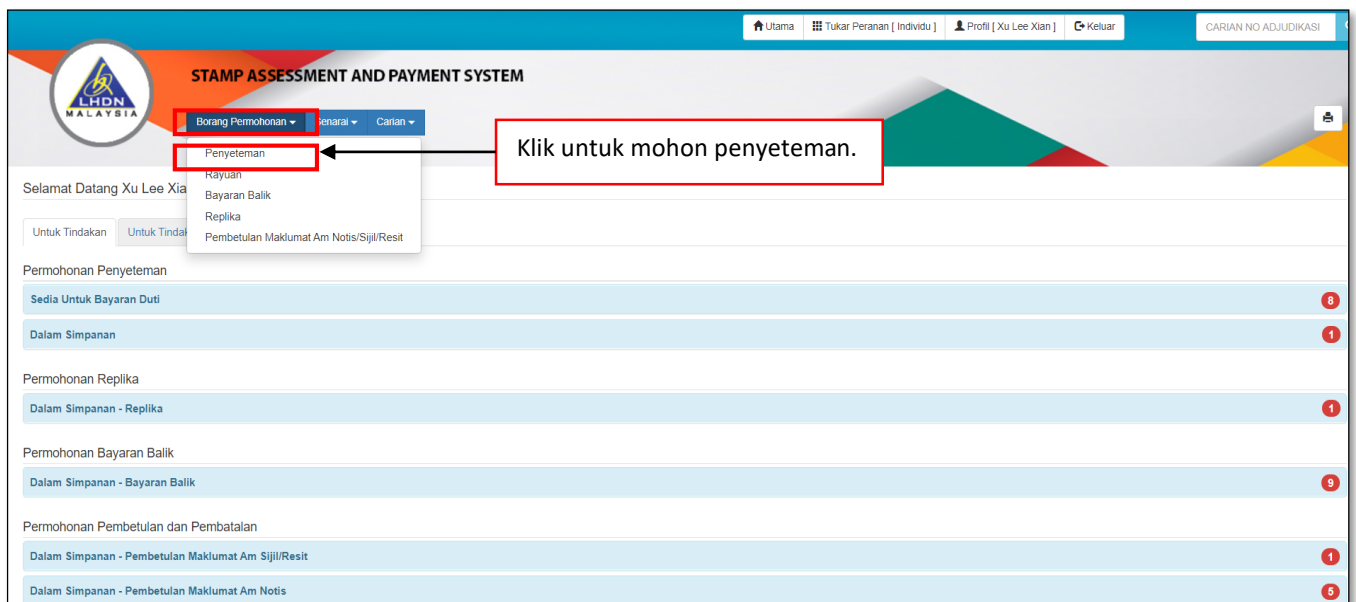 Utama
Tukar Peranan [ Individu ]
Profil [ Xu Lee Xian ]
Keluar
CARIAN NO ADJUDIKASI
LHDN
MALAYSIA
STAMP ASSESSMENT AND PAYMENT SYSTEM
Borang Permohonan
enarai
Carian
Penyeteman
Rayuan
Bayaran Balik
Replika
Pembetulan Maklumat Am Notis/Sijil/Resit
Klik untuk mohon penyeteman.
Selamat Datang Xu Lee Xia
Untuk Tindakan
Untuk Tindak
Permohonan Penyeteman
Sedia Untuk Bayaran Duti 8
Dalam Simpanan 1
Permohonan Replika
Dalam Simpanan - Replika 1
Permohonan Bayaran Balik
Dalam Simpanan - Bayaran Balik 9
Permohonan Pembetulan dan Pembatalan
Dalam Simpanan - Pembetulan Maklumat Am Sijil/Resit 1
Dalam Simpanan - Pembetulan Maklumat Am Notis 5